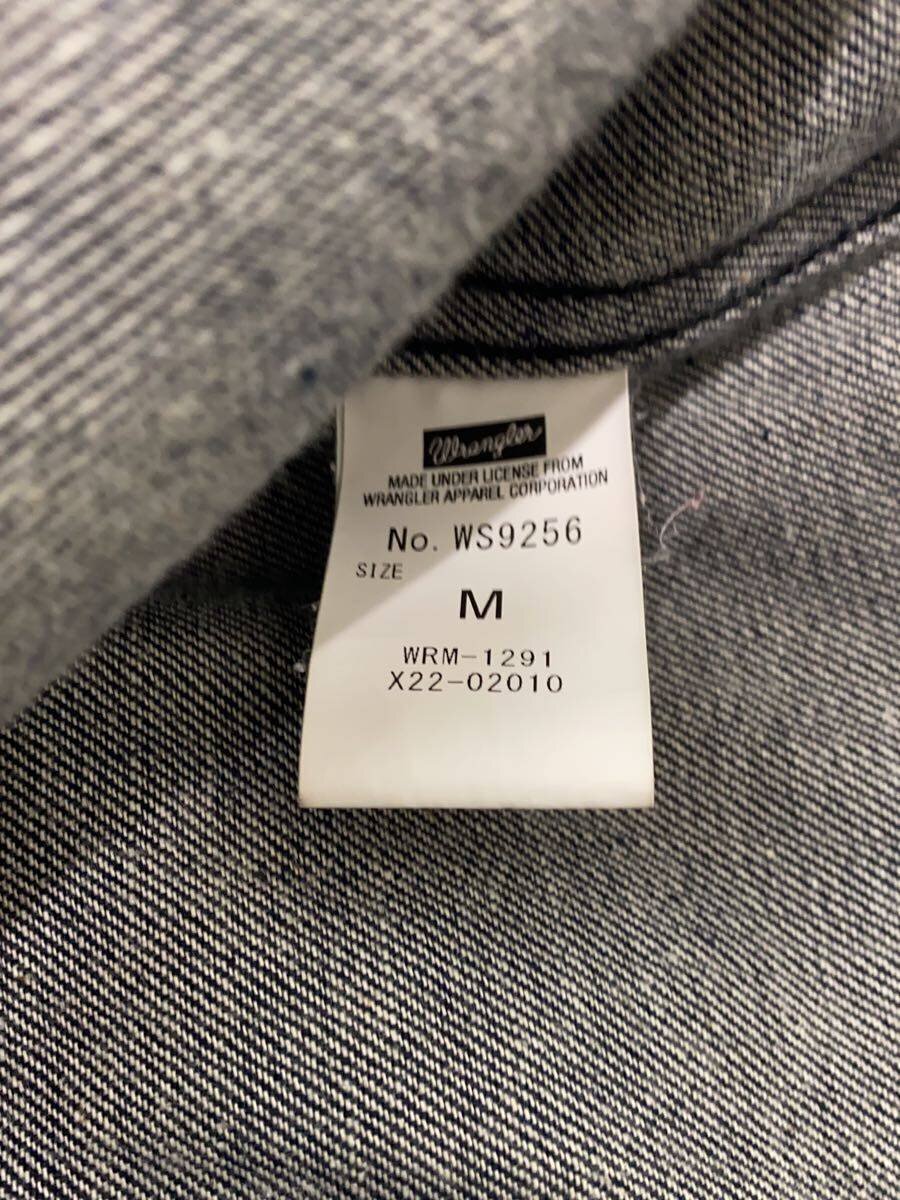 Wrangler
MADE UNDER LICENSE FROM
WRANGLER APPAREL CORPORATION
No. WS9256
SIZE
M
WRM-1291
X22-02010